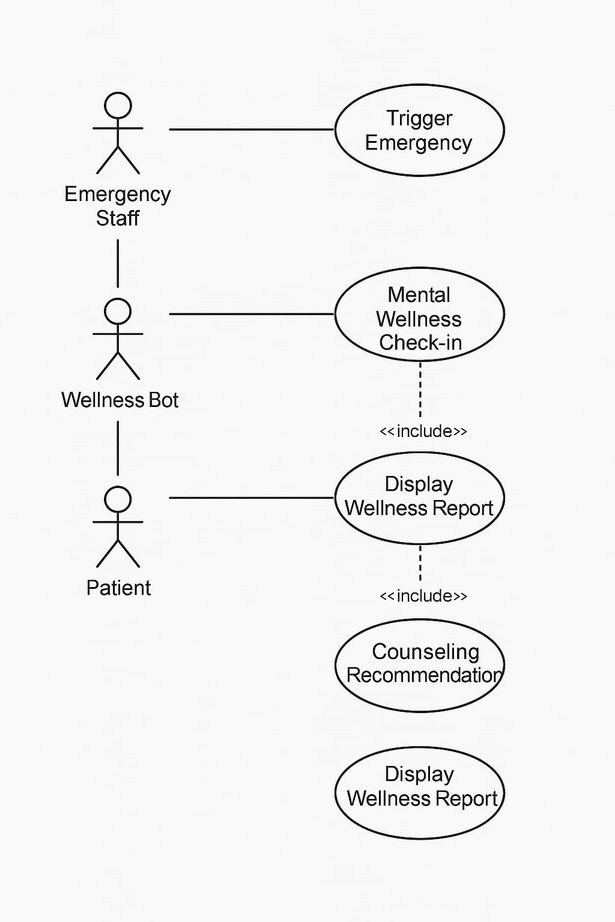 Trigger
Emergency
Emergency
Staff
Mental
Wellness
Check-in
Wellness Bot
<<include>>
Display
Wellness Report
Patient
<<include>>
Counseling
Recommendation
Display
Wellness Report